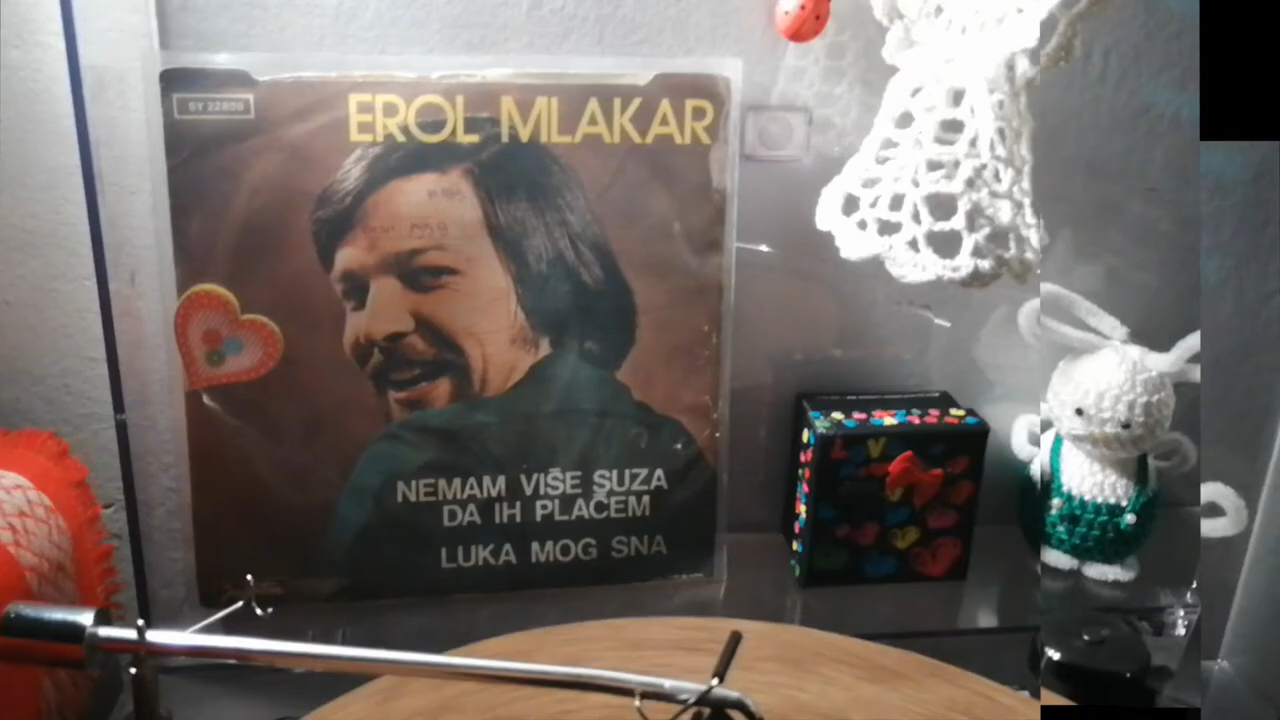 SY 22859
EROL MLAKAR
NEMAM VIŠE SUZA
DA IH PLAČEM
LUKA MOG SNA